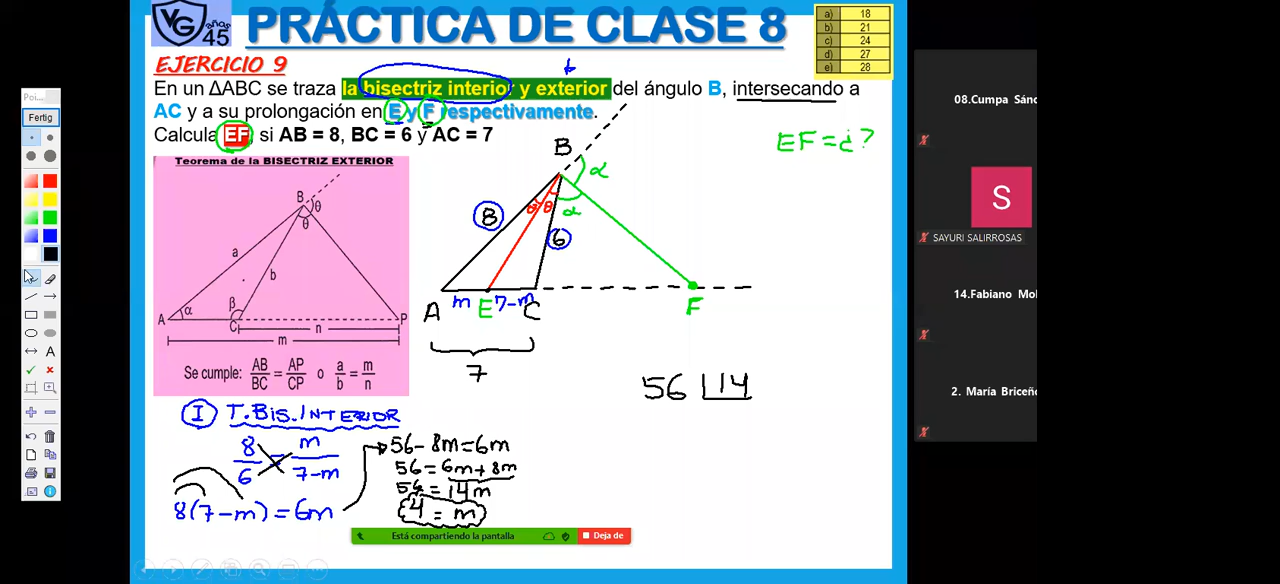 VG
años
45
PRÁCTICA DE CLASE 8
a) 18
b) 21
c) 24
d) 27
e) 28
EJERCICIO 9
En un ΔABC se traza la bisectriz interior y exterior del ángulo B, intersecando a
AC y a su prolongación en E y F respectivamente.
Calcula EF si AB = 8, BC = 6 y AC = 7
EF = ¿?
Teorema de la BISECTRIZ EXTERIOR
B
θ
θ
a
b
β
A
α
C
P
n
m
Se cumple: AB/BC = AP/CP o a/b = m/n
B
α
α
θ
θ
8
6
A
m
E
7-m
C
F
7
56 14
I T. BIS. INTERIOR
8/6 = m/7-m
8(7-m) = 6m
56 - 8m = 6m
56 = 6m + 8m
56 = 14m
4 = m
Fertig
A
Está compartiendo la pantalla
Deja de
08.Cumpa Sánc
S
SAYURI SALIRROSAS
14.Fabiano Mol
2. María Briceño